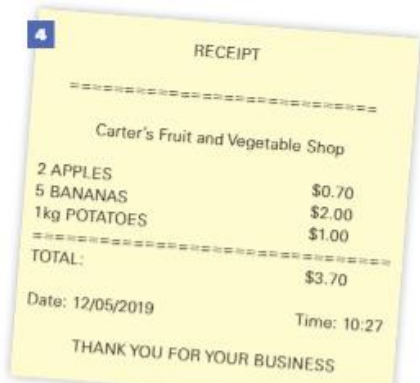 4
RECEIPT
============================
Carter's Fruit and Vegetable Shop
2 APPLES $0.70
5 BANANAS $2.00
1kg POTATOES $1.00
================================
TOTAL: $3.70
Date: 12/05/2019 Time: 10:27
THANK YOU FOR YOUR BUSINESS